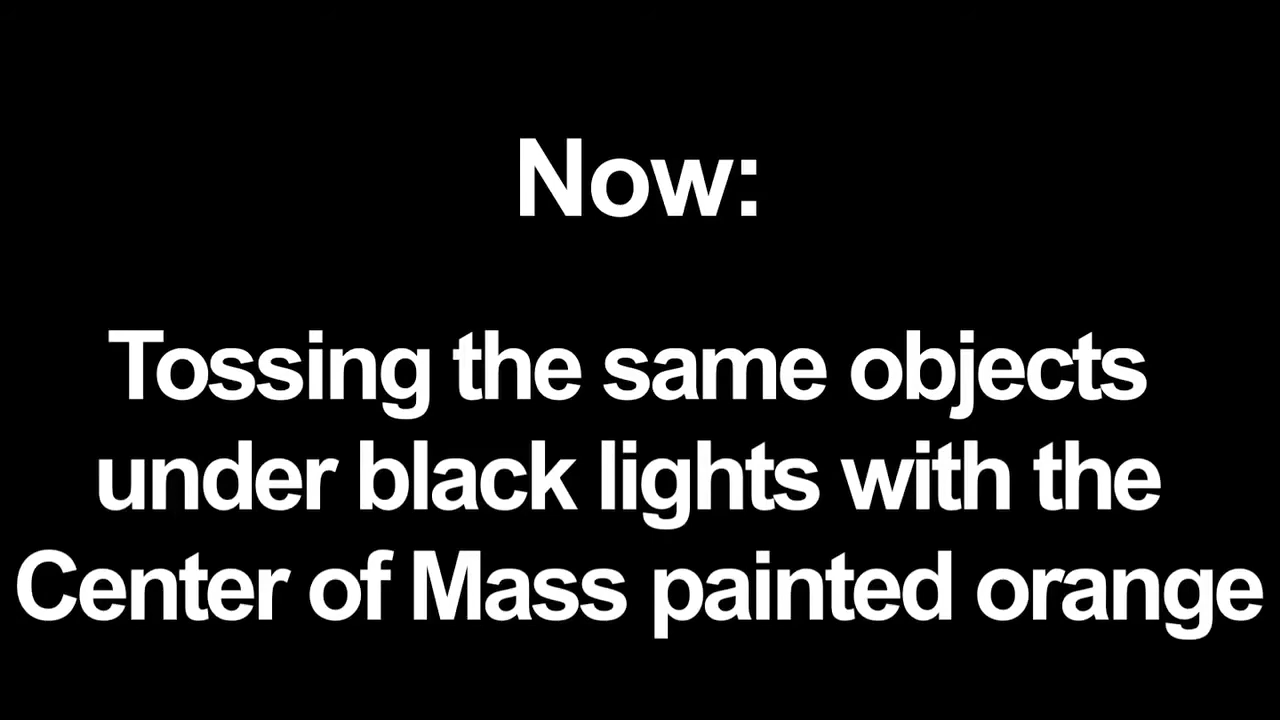 Now:
Tossing the same objects
under black lights with the
Center of Mass painted orange